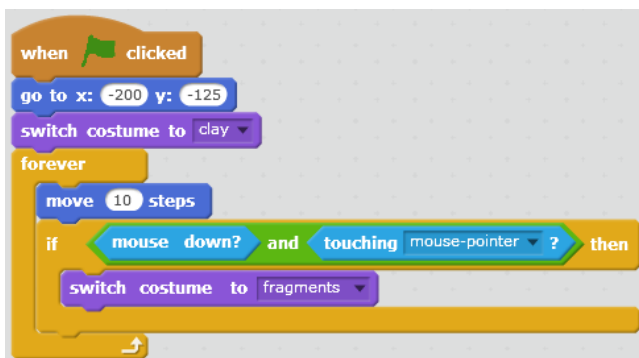 when clicked
go to x: -200 y: -125
switch costume to clay
forever
move 10 steps
if mouse down? and touching mouse-pointer ? then
switch costume to fragments